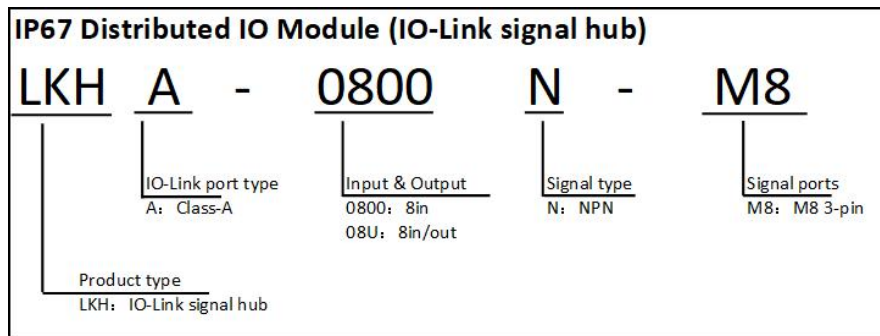 IP67 Distributed IO Module (IO-Link signal hub)
LKH A - 0800 N - M8
IO-Link port type
A：Class-A
Input & Output
0800：8in
08U：8in/out
Signal type
N：NPN
Signal ports
M8：M8 3-pin
Product type
LKH：IO-Link signal hub